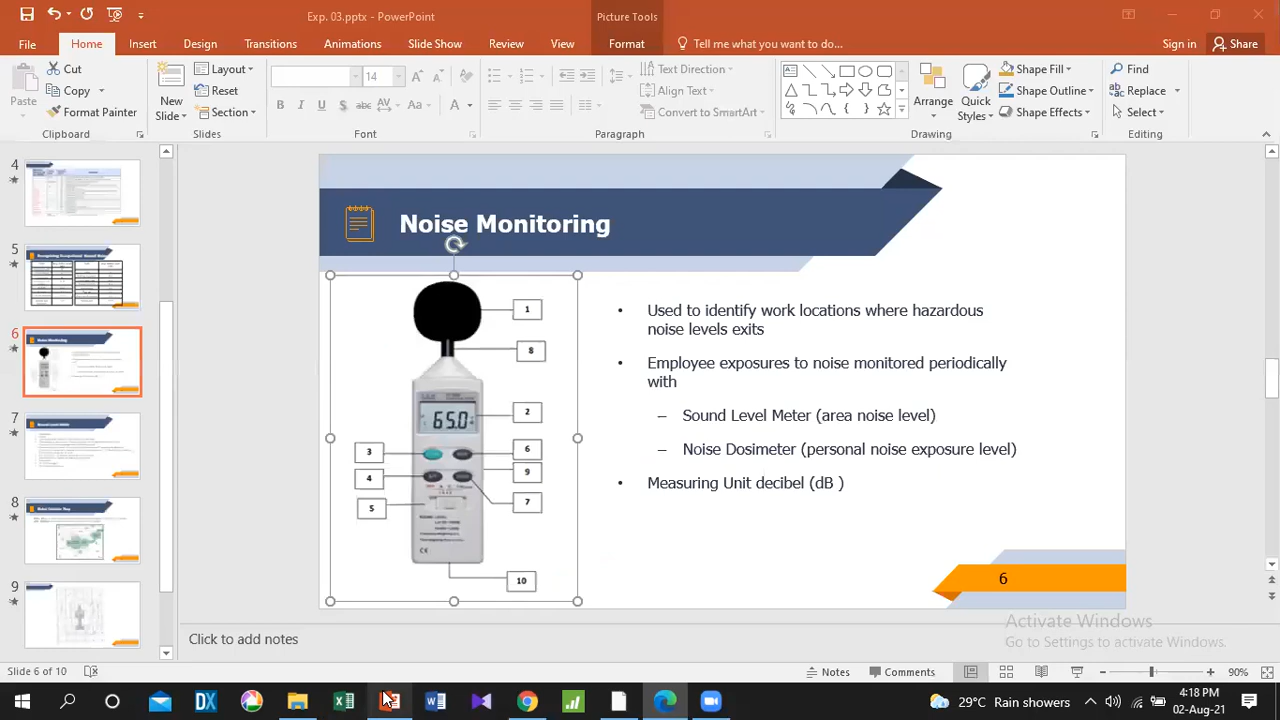 Exp. 03.pptx - PowerPoint
Picture Tools
File Home Insert Design Transitions Animations Slide Show Review View Format Tell me what you want to do... Sign in Share
Paste
Cut
Copy
Format Painter
Clipboard
New Slide
Layout
Reset
Section
Slides
14
Font
Paragraph
Text Direction
Align Text
Convert to SmartArt
Arrange
Quick Styles
Drawing
Shape Fill
Shape Outline
Shape Effects
Find
Replace
Select
Editing
4
5
6
7
8
9
Noise Monitoring
1
8
65.0
2
3
6
9
4
7
5
10
• Used to identify work locations where hazardous
noise levels exits
• Employee exposures to noise monitored periodically
with
– Sound Level Meter (area noise level)
– Noise Dosimeter (personal noise exposure level)
• Measuring Unit decibel (dB )
6
Activate Windows
Go to Settings to activate Windows.
Click to add notes
Slide 6 of 10
Notes Comments 90%
29°C Rain showers
4:18 PM
02-Aug-21